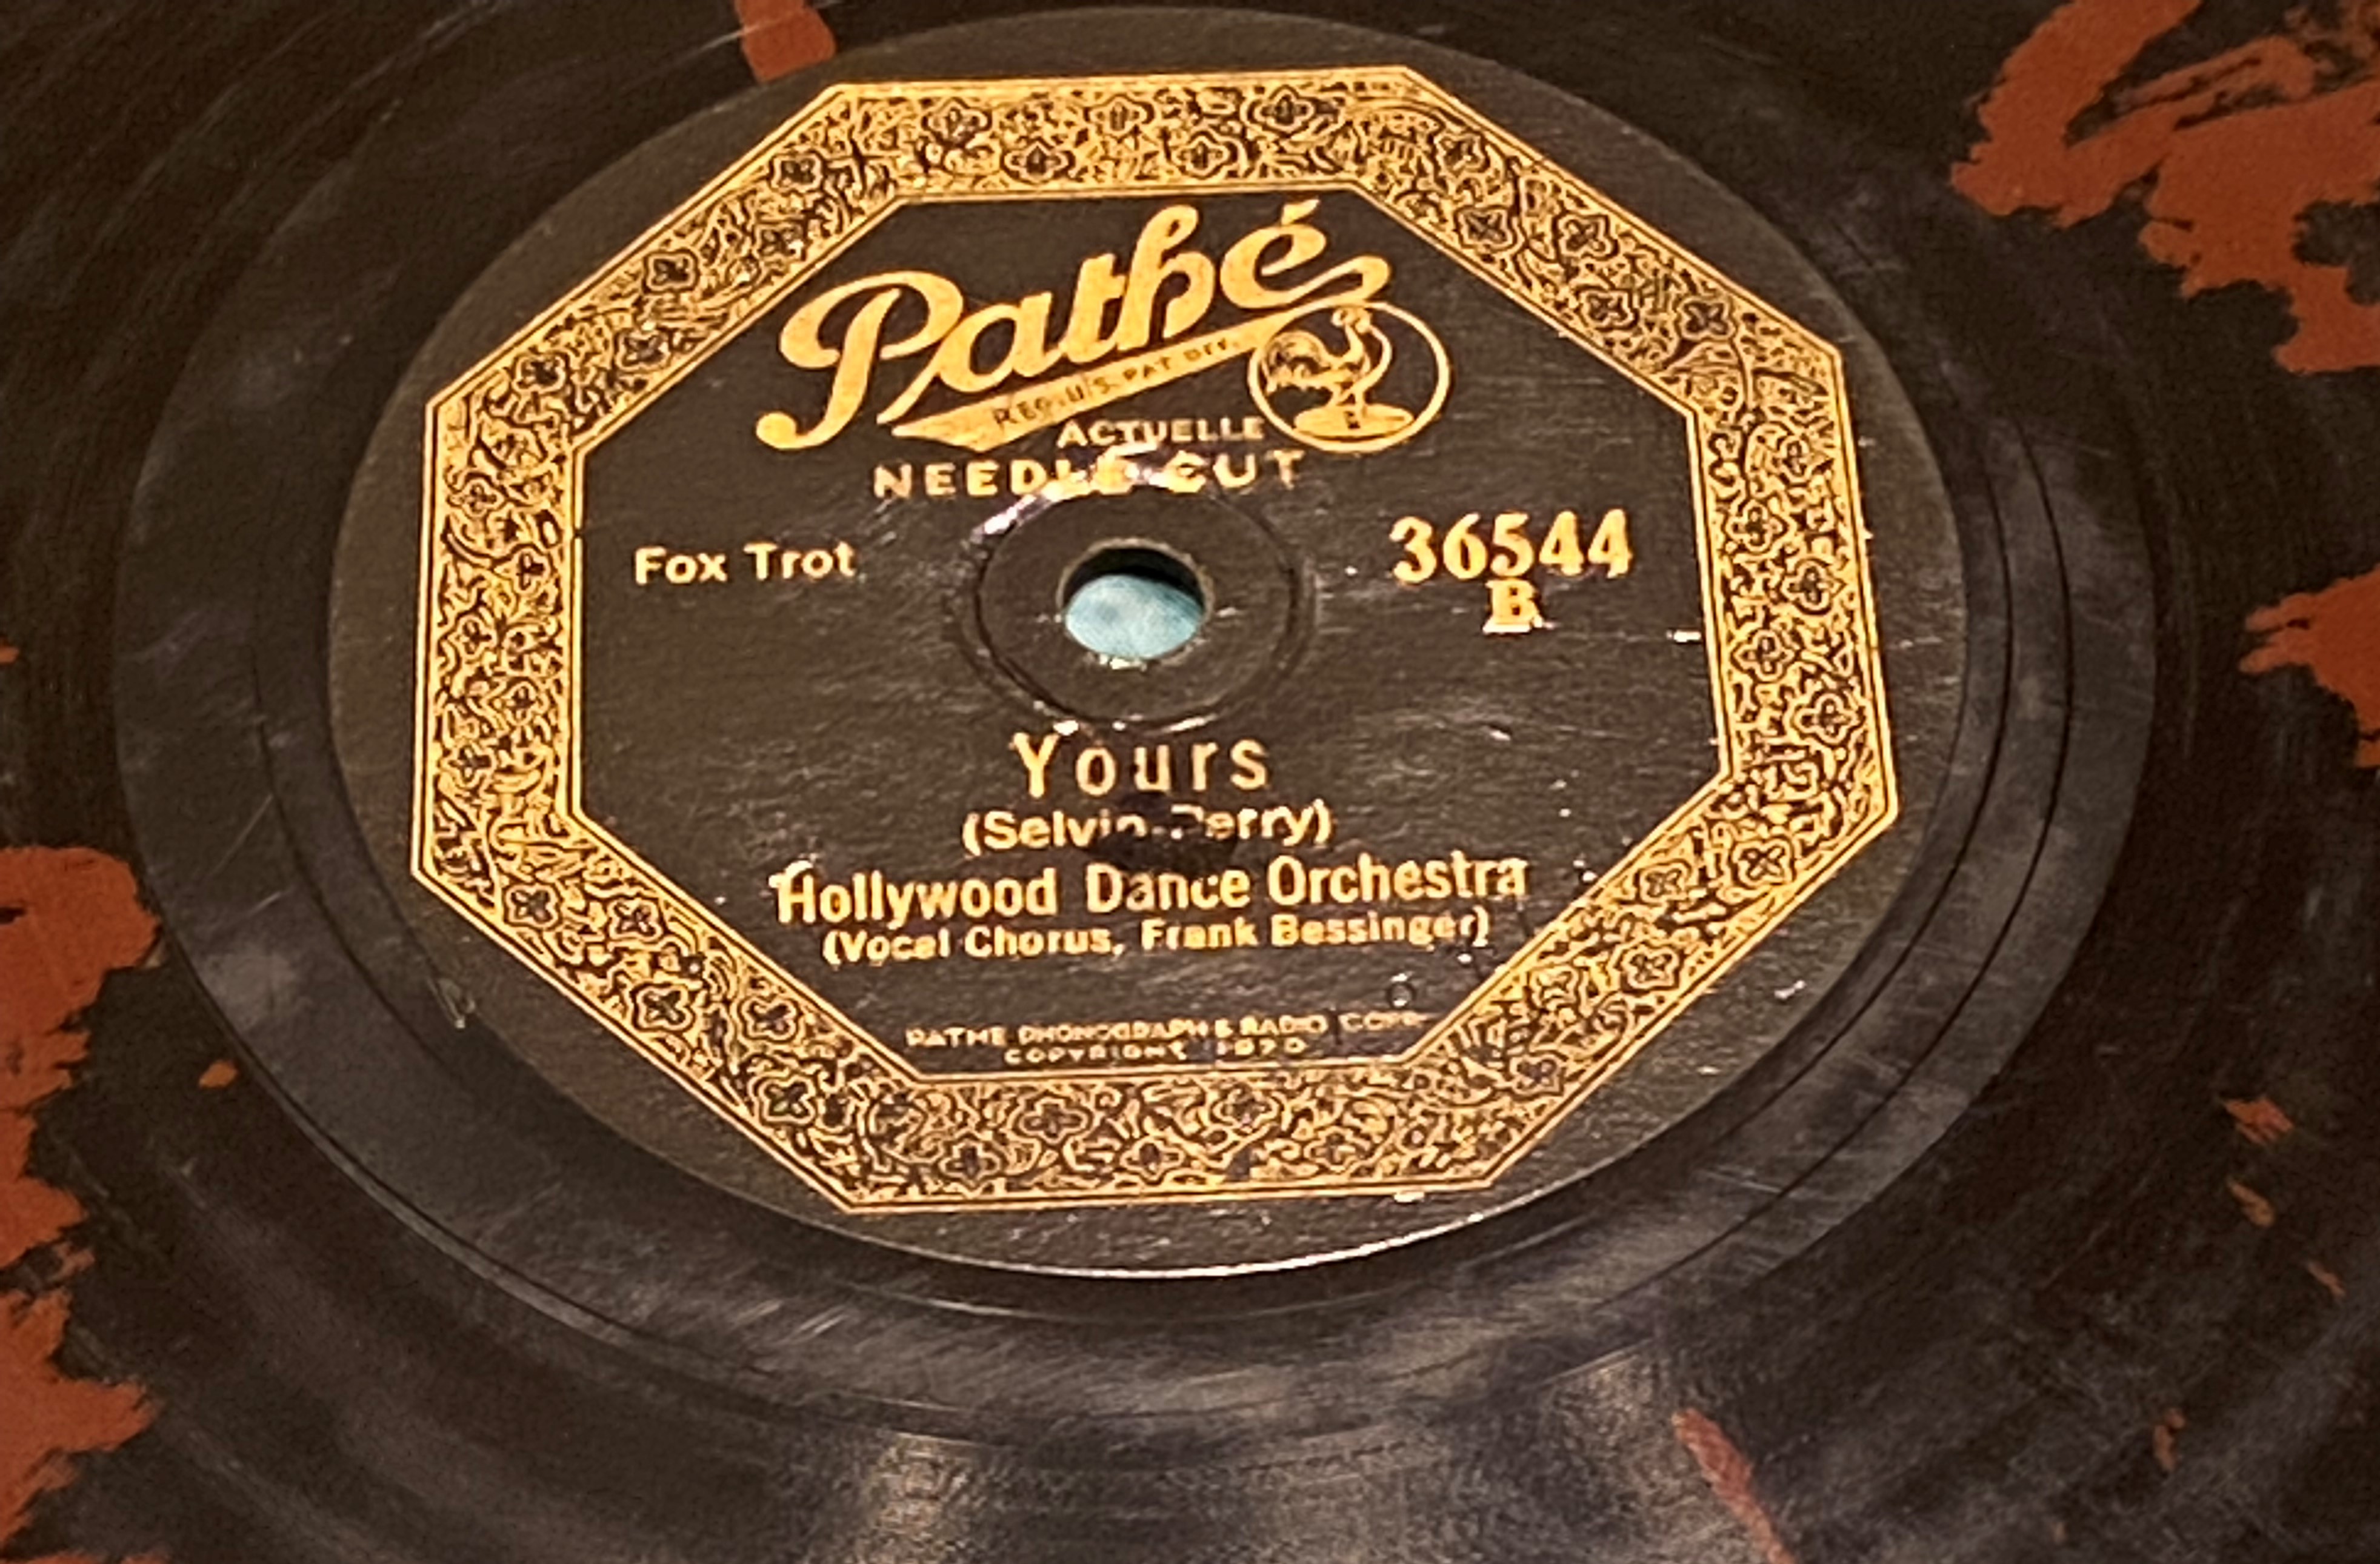 Pathé
REG. U.S. PAT. OFF.
ACTUELLE
NEEDLE CUT
Fox Trot
36544
B
Yours
(Selvin-Perry)
Hollywood Dance Orchestra
(Vocal Chorus, Frank Bessinger)
PATHE PHONOGRAPH & RADIO CORP.
COPYRIGHT